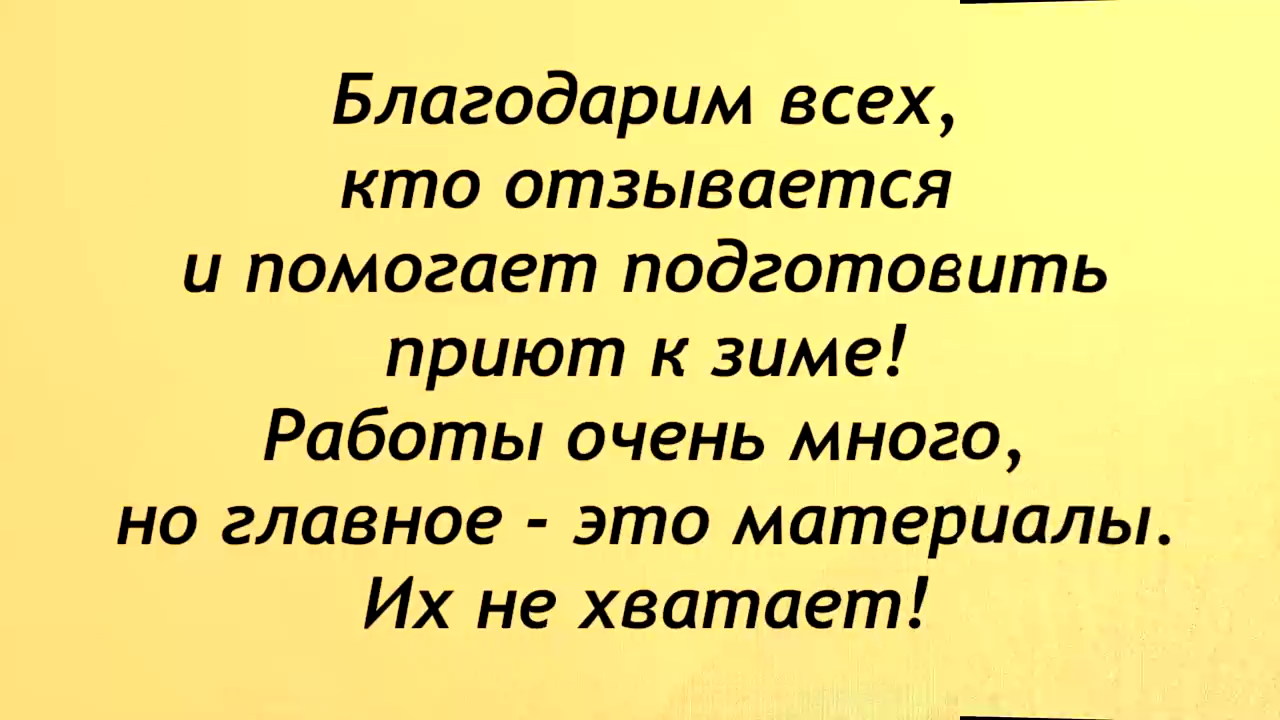 Благодарим всех,
кто отзывается
и помогает подготовить
приют к зиме!
Работы очень много,
но главное - это материалы.
Их не хватает!